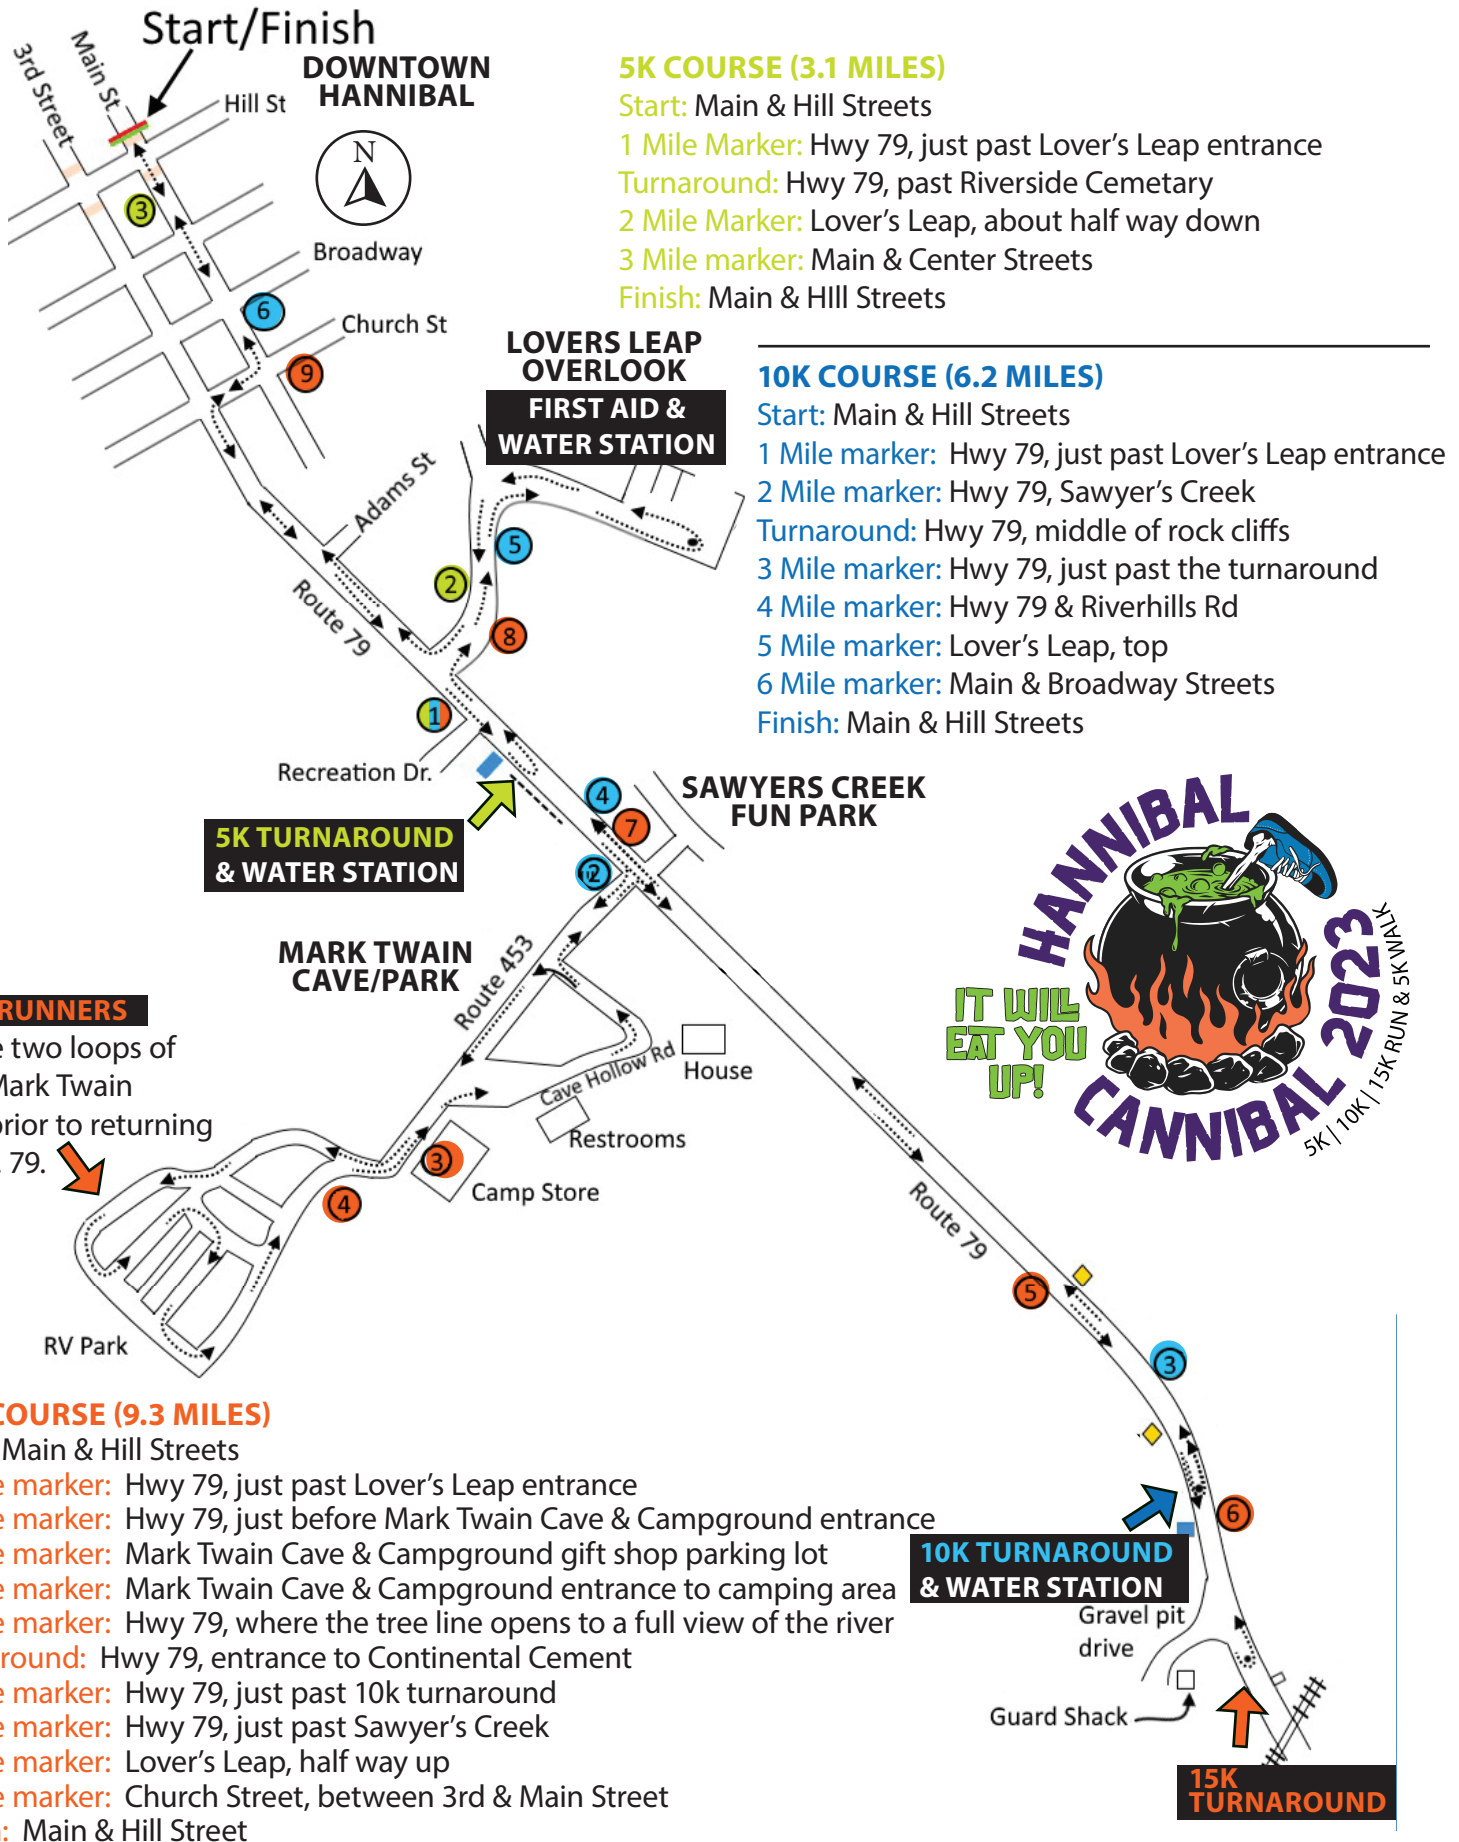 Start/Finish
3rd Street
Main St
DOWNTOWN
HANNIBAL
Hill St
N
3
Broadway
6
Church St
9
5K COURSE (3.1 MILES)
Start: Main & Hill Streets
1 Mile Marker: Hwy 79, just past Lover's Leap entrance
Turnaround: Hwy 79, past Riverside Cemetary
2 Mile Marker: Lover's Leap, about half way down
3 Mile marker: Main & Center Streets
Finish: Main & HIll Streets
LOVERS LEAP
OVERLOOK
FIRST AID &
WATER STATION
10K COURSE (6.2 MILES)
Start: Main & Hill Streets
1 Mile marker: Hwy 79, just past Lover's Leap entrance
2 Mile marker: Hwy 79, Sawyer's Creek
Turnaround: Hwy 79, middle of rock cliffs
3 Mile marker: Hwy 79, just past the turnaround
4 Mile marker: Hwy 79 & Riverhills Rd
5 Mile marker: Lover's Leap, top
6 Mile marker: Main & Broadway Streets
Finish: Main & Hill Streets
Adams St
5
2
Route 79
8
1
Recreation Dr.
5K TURNAROUND
& WATER STATION
4
7
2
SAWYERS CREEK
FUN PARK
HANNIBAL
CANNIBAL 2023
5K | 10K | 15K RUN & 5K WALK
IT WILL
EAT YOU
UP!
MARK TWAIN
CAVE/PARK
Route 453
RUNNERS
e two loops of
Mark Twain
prior to returning
. 79.
House
Cave Hollow Rd
Restrooms
3
Camp Store
4
RV Park
Route 79
5
3
6
10K TURNAROUND
& WATER STATION
Gravel pit
drive
Guard Shack
15K
TURNAROUND
COURSE (9.3 MILES)
Main & Hill Streets
e marker: Hwy 79, just past Lover's Leap entrance
e marker: Hwy 79, just before Mark Twain Cave & Campground entrance
e marker: Mark Twain Cave & Campground gift shop parking lot
e marker: Mark Twain Cave & Campground entrance to camping area
e marker: Hwy 79, where the tree line opens to a full view of the river
round: Hwy 79, entrance to Continental Cement
e marker: Hwy 79, just past 10k turnaround
e marker: Hwy 79, just past Sawyer's Creek
e marker: Lover's Leap, half way up
e marker: Church Street, between 3rd & Main Street
: Main & Hill Street